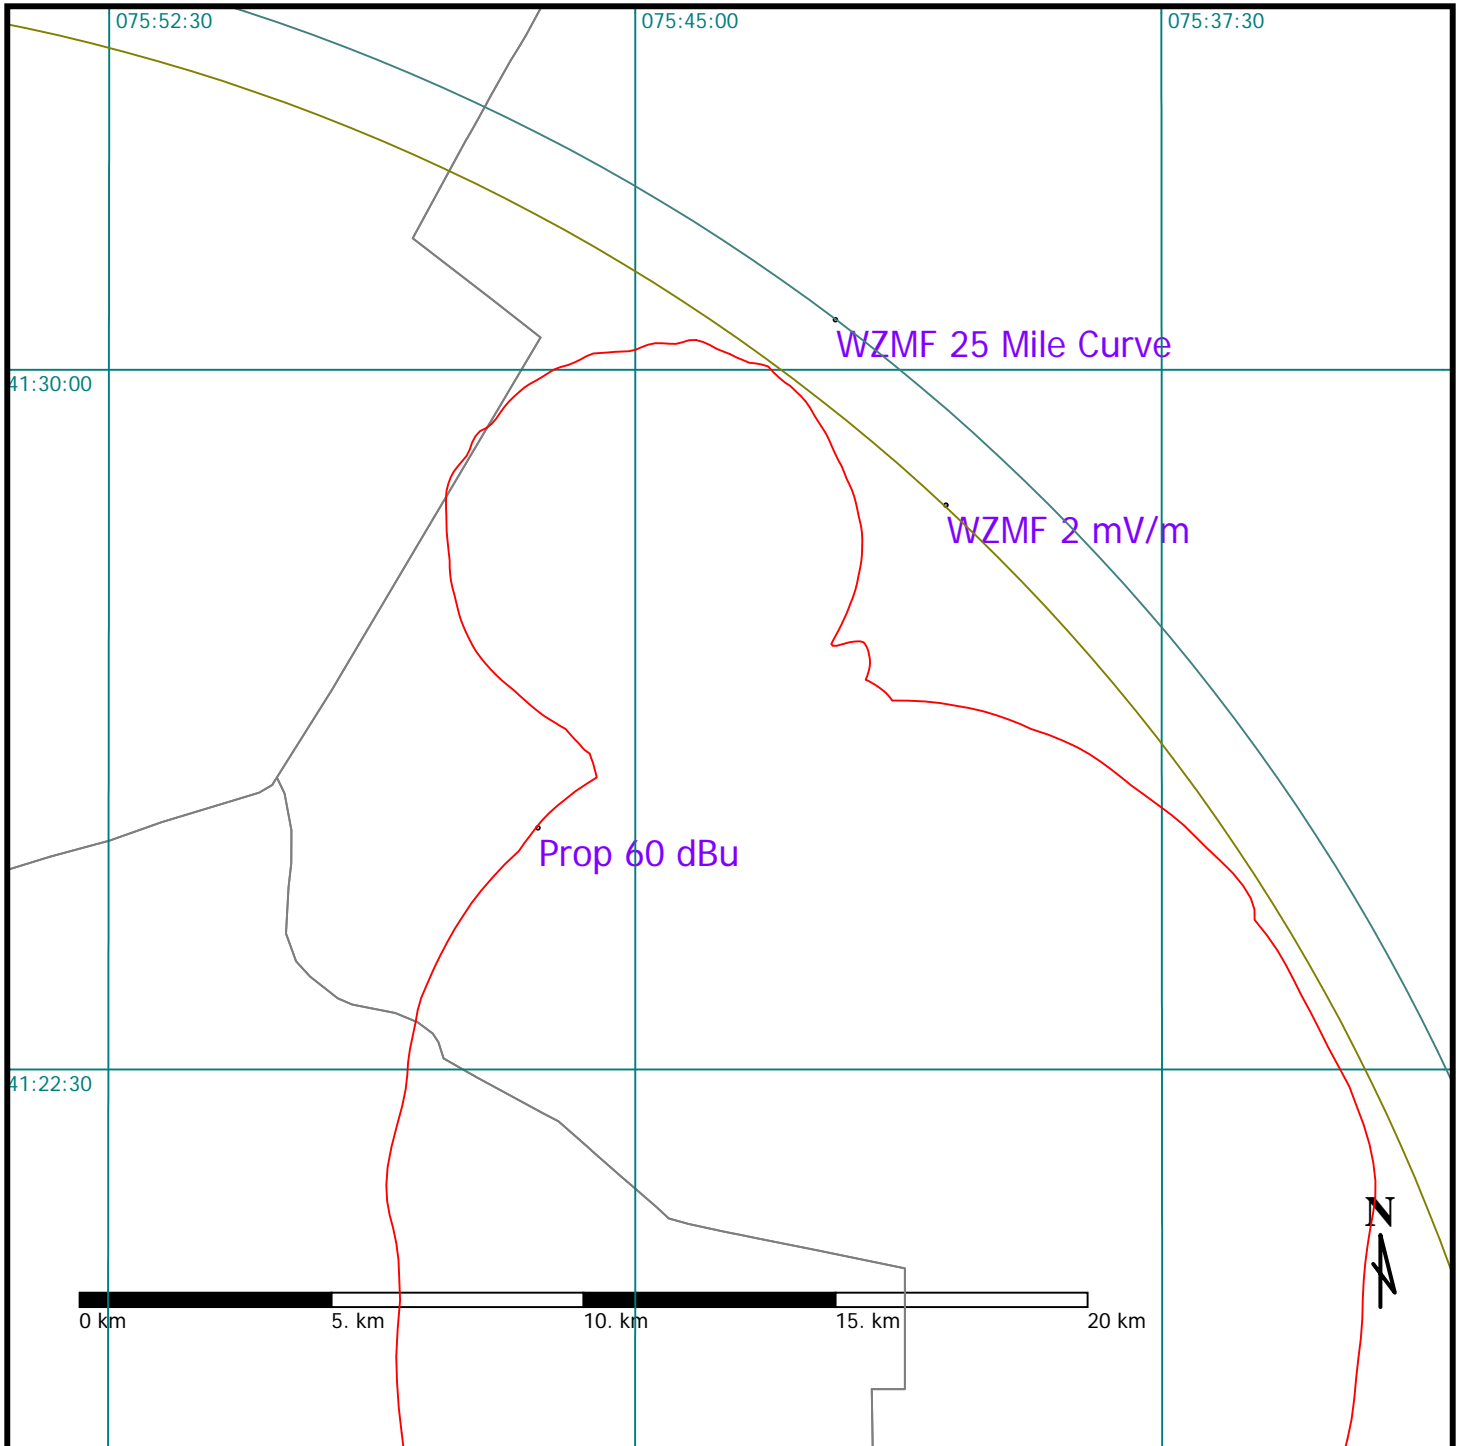 075:52:30
075:45:00
075:37:30
WZMF 25 Mile Curve
41:30:00
WZMF 2 mV/m
Prop 60 dBu
41:22:30
N
0 km
5. km
10. km
15. km
20 km